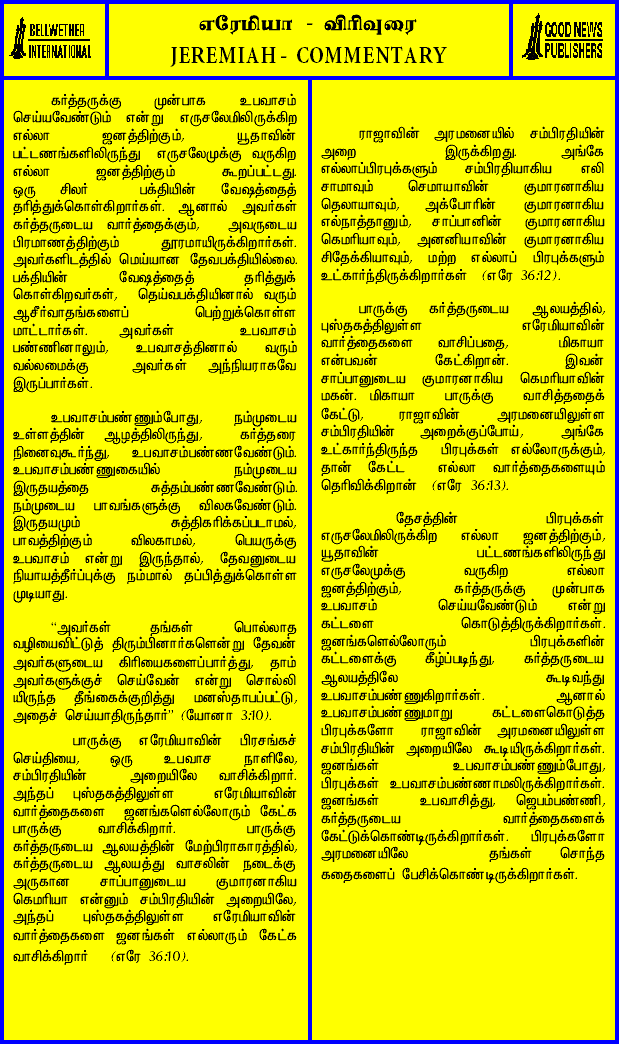 BELLWETHER
INTERNATIONAL
எரேமியா - விரிவுரை
JEREMIAH - COMMENTARY
GOOD NEWS
PUBLISHERS
கர்த்தருக்கு முன்பாக உபவாசம்
செய்யவேண்டும் என்று எருசலேமிலிருக்கிற
எல்லா ஜனத்திற்கும், யூதாவின்
பட்டணங்களிலிருந்து எருசலேமுக்கு வருகிற
எல்லா ஜனத்திற்கும் கூறப்பட்டது.
ஒரு சிலர் பக்தியின் வேஷத்தைத்
தரித்துக்கொள்கிறார்கள். ஆனால் அவர்கள்
கர்த்தருடைய வார்த்தைக்கும், அவருடைய
பிரமாணத்திற்கும் தூரமாயிருக்கிறார்கள்.
அவர்களிடத்தில் மெய்யான தேவபக்தியில்லை.
பக்தியின் வேஷத்தைத் தரித்துக்
கொள்கிறவர்கள், தெய்வபக்தியினால் வரும்
ஆசீர்வாதங்களைப் பெற்றுக்கொள்ள
மாட்டார்கள். அவர்கள் உபவாசம்
பண்ணினாலும், உபவாசத்தினால் வரும்
வல்லமைக்கு அவர்கள் அந்நியராகவே
இருப்பார்கள்.
உபவாசம்பண்ணும்போது, நம்முடைய
உள்ளத்தின் ஆழத்திலிருந்து, கர்த்தரை
நினைவுகூர்ந்து, உபவாசம்பண்ணவேண்டும்.
உபவாசம்பண்ணுகையில் நம்முடைய
இருதயத்தை சுத்தம்பண்ணவேண்டும்.
நம்முடைய பாவங்களுக்கு விலகவேண்டும்.
இருதயமும் சுத்திகரிக்கப்படாமல்,
பாவத்திற்கும் விலகாமல், பெயருக்கு
உபவாசம் என்று இருந்தால், தேவனுடைய
நியாயத்தீர்ப்புக்கு நம்மால் தப்பித்துக்கொள்ள
முடியாது.
“அவர்கள் தங்கள் பொல்லாத
வழியைவிட்டுத் திரும்பினார்களென்று தேவன்
அவர்களுடைய கிரியைகளைப்பார்த்து, தாம்
அவர்களுக்குச் செய்வேன் என்று சொல்லி
யிருந்த தீங்கைக்குறித்து மனஸ்தாபப்பட்டு,
அதைச் செய்யாதிருந்தார்” (யோனா 3:10).
பாருக்கு எரேமியாவின் பிரசங்கச்
செய்தியை, ஒரு உபவாச நாளிலே,
சம்பிரதியின் அறையிலே வாசிக்கிறார்.
அந்தப் புஸ்தகத்திலுள்ள எரேமியாவின்
வார்த்தைகளை ஜனங்களெல்லோரும் கேட்க
பாருக்கு வாசிக்கிறார். பாருக்கு
கர்த்தருடைய ஆலயத்தின் மேற்பிராகாரத்தில்,
கர்த்தருடைய ஆலயத்து வாசலின் நடைக்கு
அருகான சாப்பானுடைய குமாரனாகிய
கெமரியா என்னும் சம்பிரதியின் அறையிலே,
அந்தப் புஸ்தகத்திலுள்ள எரேமியாவின்
வார்த்தைகளை ஜனங்கள் எல்லாரும் கேட்க
வாசிக்கிறார் (எரே 36:10).
ராஜாவின் அரமனையில் சம்பிரதியின்
அறை இருக்கிறது. அங்கே
எல்லாப்பிரபுக்களும் சம்பிரதியாகிய எலி
சாமாவும் செமாயாவின் குமாரனாகிய
தெலாயாவும், அக்போரின் குமாரனாகிய
எல்நாத்தானும், சாப்பானின் குமாரனாகிய
கெமரியாவும், அனனியாவின் குமாரனாகிய
சிதேக்கியாவும், மற்ற எல்லாப் பிரபுக்களும்
உட்கார்ந்திருக்கிறார்கள் (எரே 36:12).
பாருக்கு கர்த்தருடைய ஆலயத்தில்,
புஸ்தகத்திலுள்ள எரேமியாவின்
வார்த்தைகளை வாசிப்பதை, மிகாயா
என்பவன் கேட்கிறான். இவன்
சாப்பானுடைய குமாரனாகிய கெமரியாவின்
மகன். மிகாயா பாருக்கு வாசித்ததைக்
கேட்டு, ராஜாவின் அரமனையிலுள்ள
சம்பிரதியின் அறைக்குப்போய், அங்கே
உட்கார்ந்திருந்த பிரபுக்கள் எல்லோருக்கும்,
தான் கேட்ட எல்லா வார்த்தைகளையும்
தெரிவிக்கிறான் (எரே 36:13).
தேசத்தின் பிரபுக்கள்
எருசலேமிலிருக்கிற எல்லா ஜனத்திற்கும்,
யூதாவின் பட்டணங்களிலிருந்து
எருசலேமுக்கு வருகிற எல்லா
ஜனத்திற்கும், கர்த்தருக்கு முன்பாக
உபவாசம் செய்யவேண்டும் என்று
கட்டளை கொடுத்திருக்கிறார்கள்.
ஜனங்களெல்லோரும் பிரபுக்களின்
கட்டளைக்கு கீழ்ப்படிந்து, கர்த்தருடைய
ஆலயத்திலே கூடிவந்து
உபவாசம்பண்ணுகிறார்கள். ஆனால்
உபவாசம்பண்ணுமாறு கட்டளைகொடுத்த
பிரபுக்களோ ராஜாவின் அரமனையிலுள்ள
சம்பிரதியின் அறையிலே கூடியிருக்கிறார்கள்.
ஜனங்கள் உபவாசம்பண்ணும்போது,
பிரபுக்கள் உபவாசம்பண்ணாமலிருக்கிறார்கள்.
ஜனங்கள் உபவாசித்து, ஜெபம்பண்ணி,
கர்த்தருடைய வார்த்தைகளைக்
கேட்டுக்கொண்டிருக்கிறார்கள். பிரபுக்களோ
அரமனையிலே தங்கள் சொந்த
கதைகளைப் பேசிக்கொண்டிருக்கிறார்கள்.